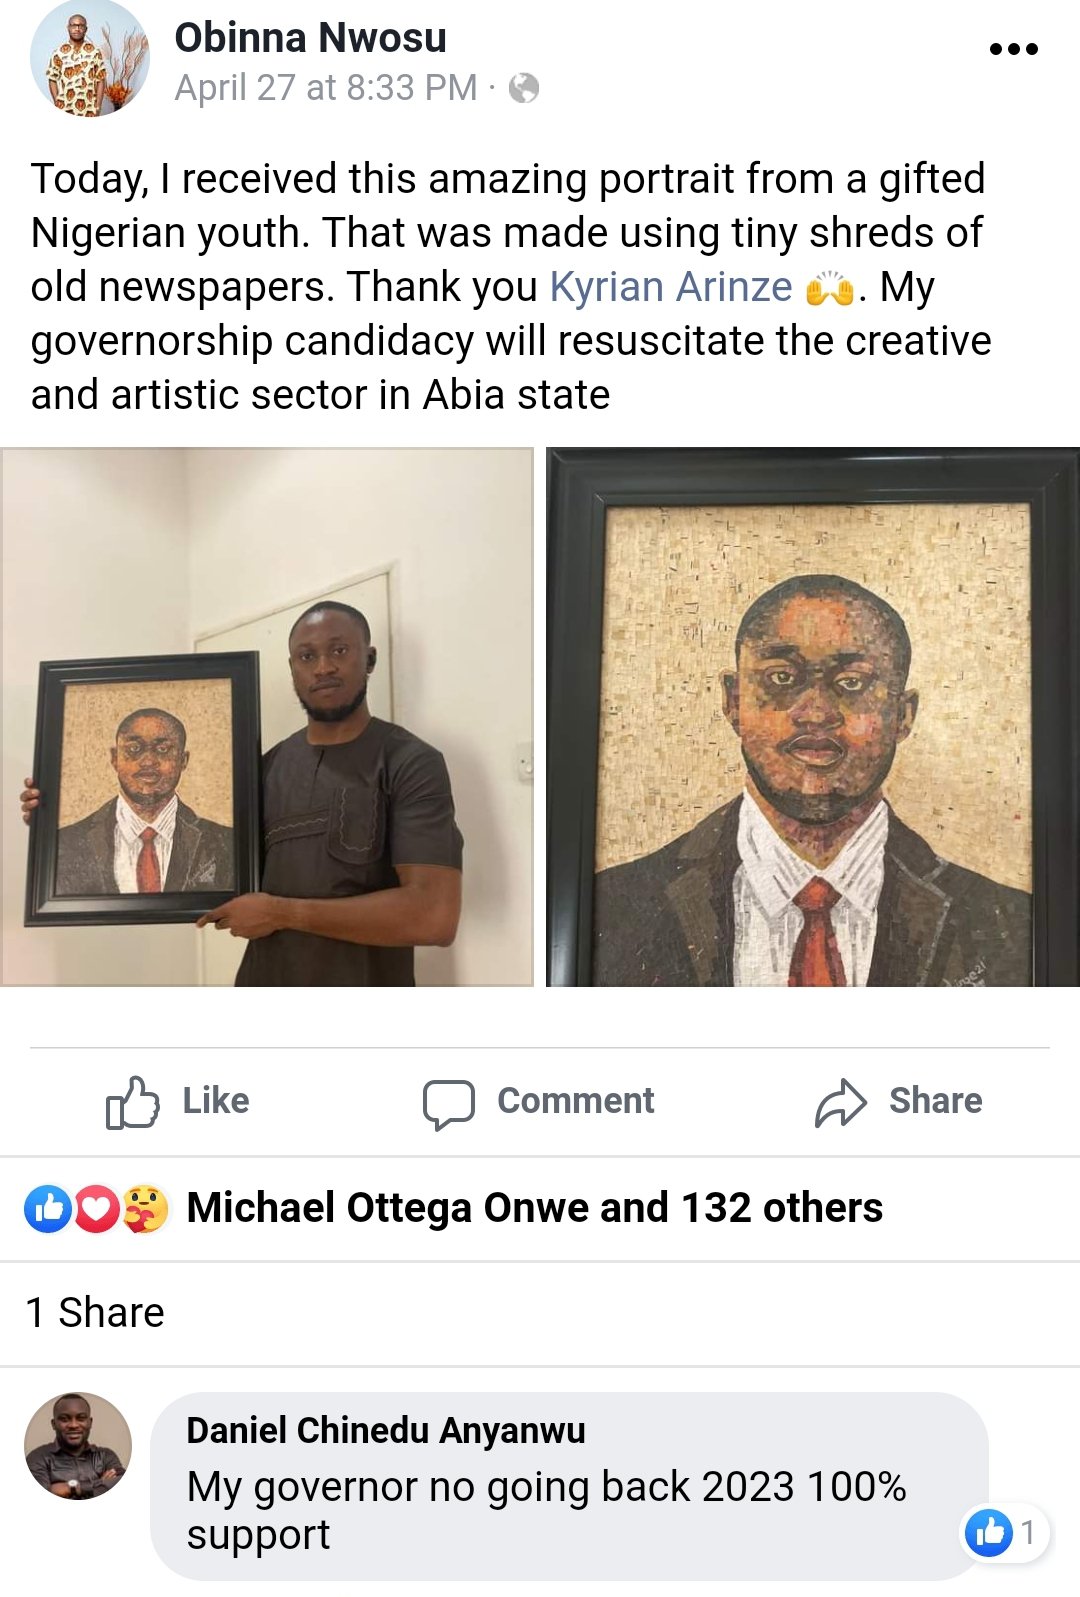 Obinna Nwosu
April 27 at 8:33 PM ·
Today, I received this amazing portrait from a gifted
Nigerian youth. That was made using tiny shreds of
old newspapers. Thank you Kyrian Arinze 🙌. My
governorship candidacy will resuscitate the creative
and artistic sector in Abia state
Like
Comment
Share
Michael Ottega Onwe and 132 others
1 Share
Daniel Chinedu Anyanwu
My governor no going back 2023 100%
support
1